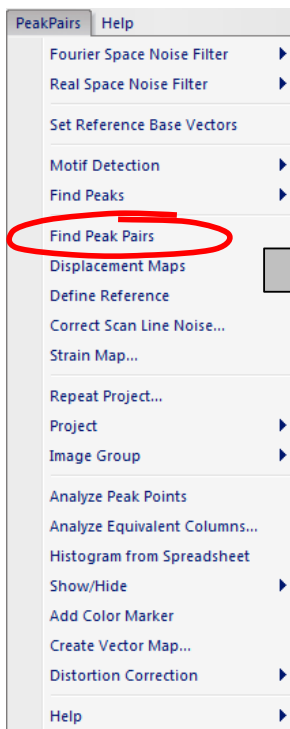 PeakPairs Help
Fourier Space Noise Filter
Real Space Noise Filter
Set Reference Base Vectors
Motif Detection
Find Peaks
Find Peak Pairs
Displacement Maps
Define Reference
Correct Scan Line Noise...
Strain Map...
Repeat Project...
Project
Image Group
Analyze Peak Points
Analyze Equivalent Columns...
Histogram from Spreadsheet
Show/Hide
Add Color Marker
Create Vector Map...
Distortion Correction
Help